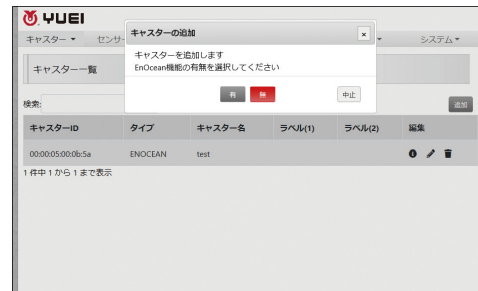 YUEI
キャスターの追加
×
キャスター
センサ
システム
キャスターを追加します
EnOcean機能の有無を選択してください
有
無
中止
キャスター一覧
検索:
追加
キャスターID
タイプ
キャスター名
ラベル(1)
ラベル(2)
編集
00:00:05:00:0b:5a
ENOCEAN
test
1 件中 1 から 1 まで表示